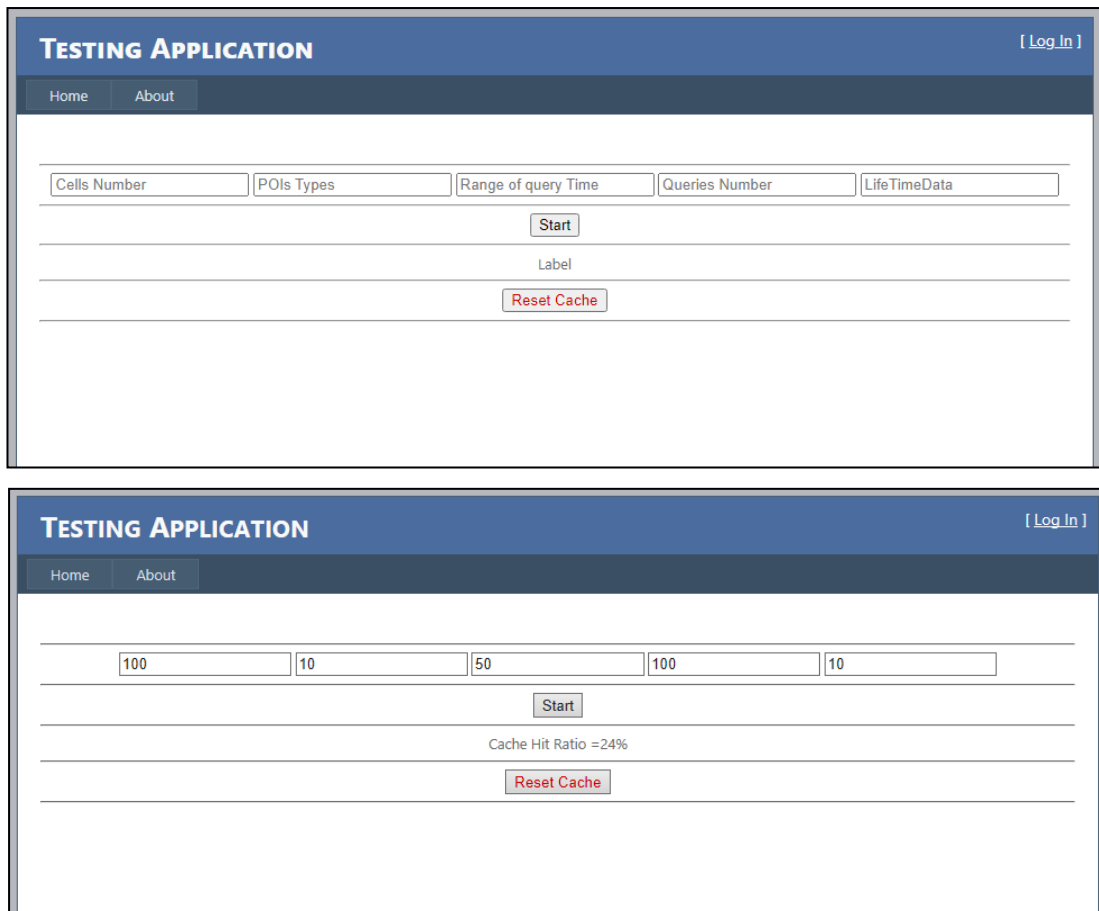 TESTING APPLICATION
[ Log In ]
Home About
Cells Number POIs Types Range of query Time Queries Number LifeTimeData
Start
Label
Reset Cache
TESTING APPLICATION
[ Log In ]
Home About
100 10 50 100 10
Start
Cache Hit Ratio =24%
Reset Cache